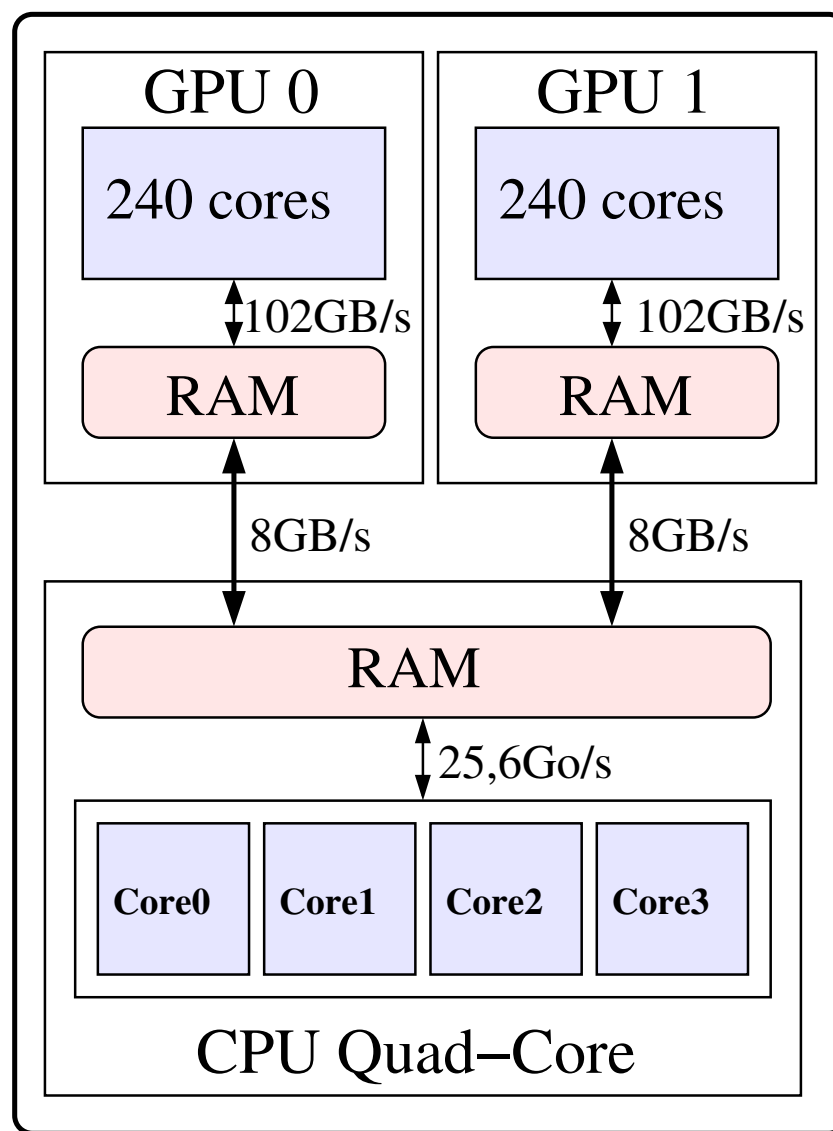 GPU 0
240 cores
102GB/s
RAM
8GB/s
GPU 1
240 cores
102GB/s
RAM
8GB/s
RAM
25,6Go/s
Core0
Core1
Core2
Core3
CPU Quad−Core